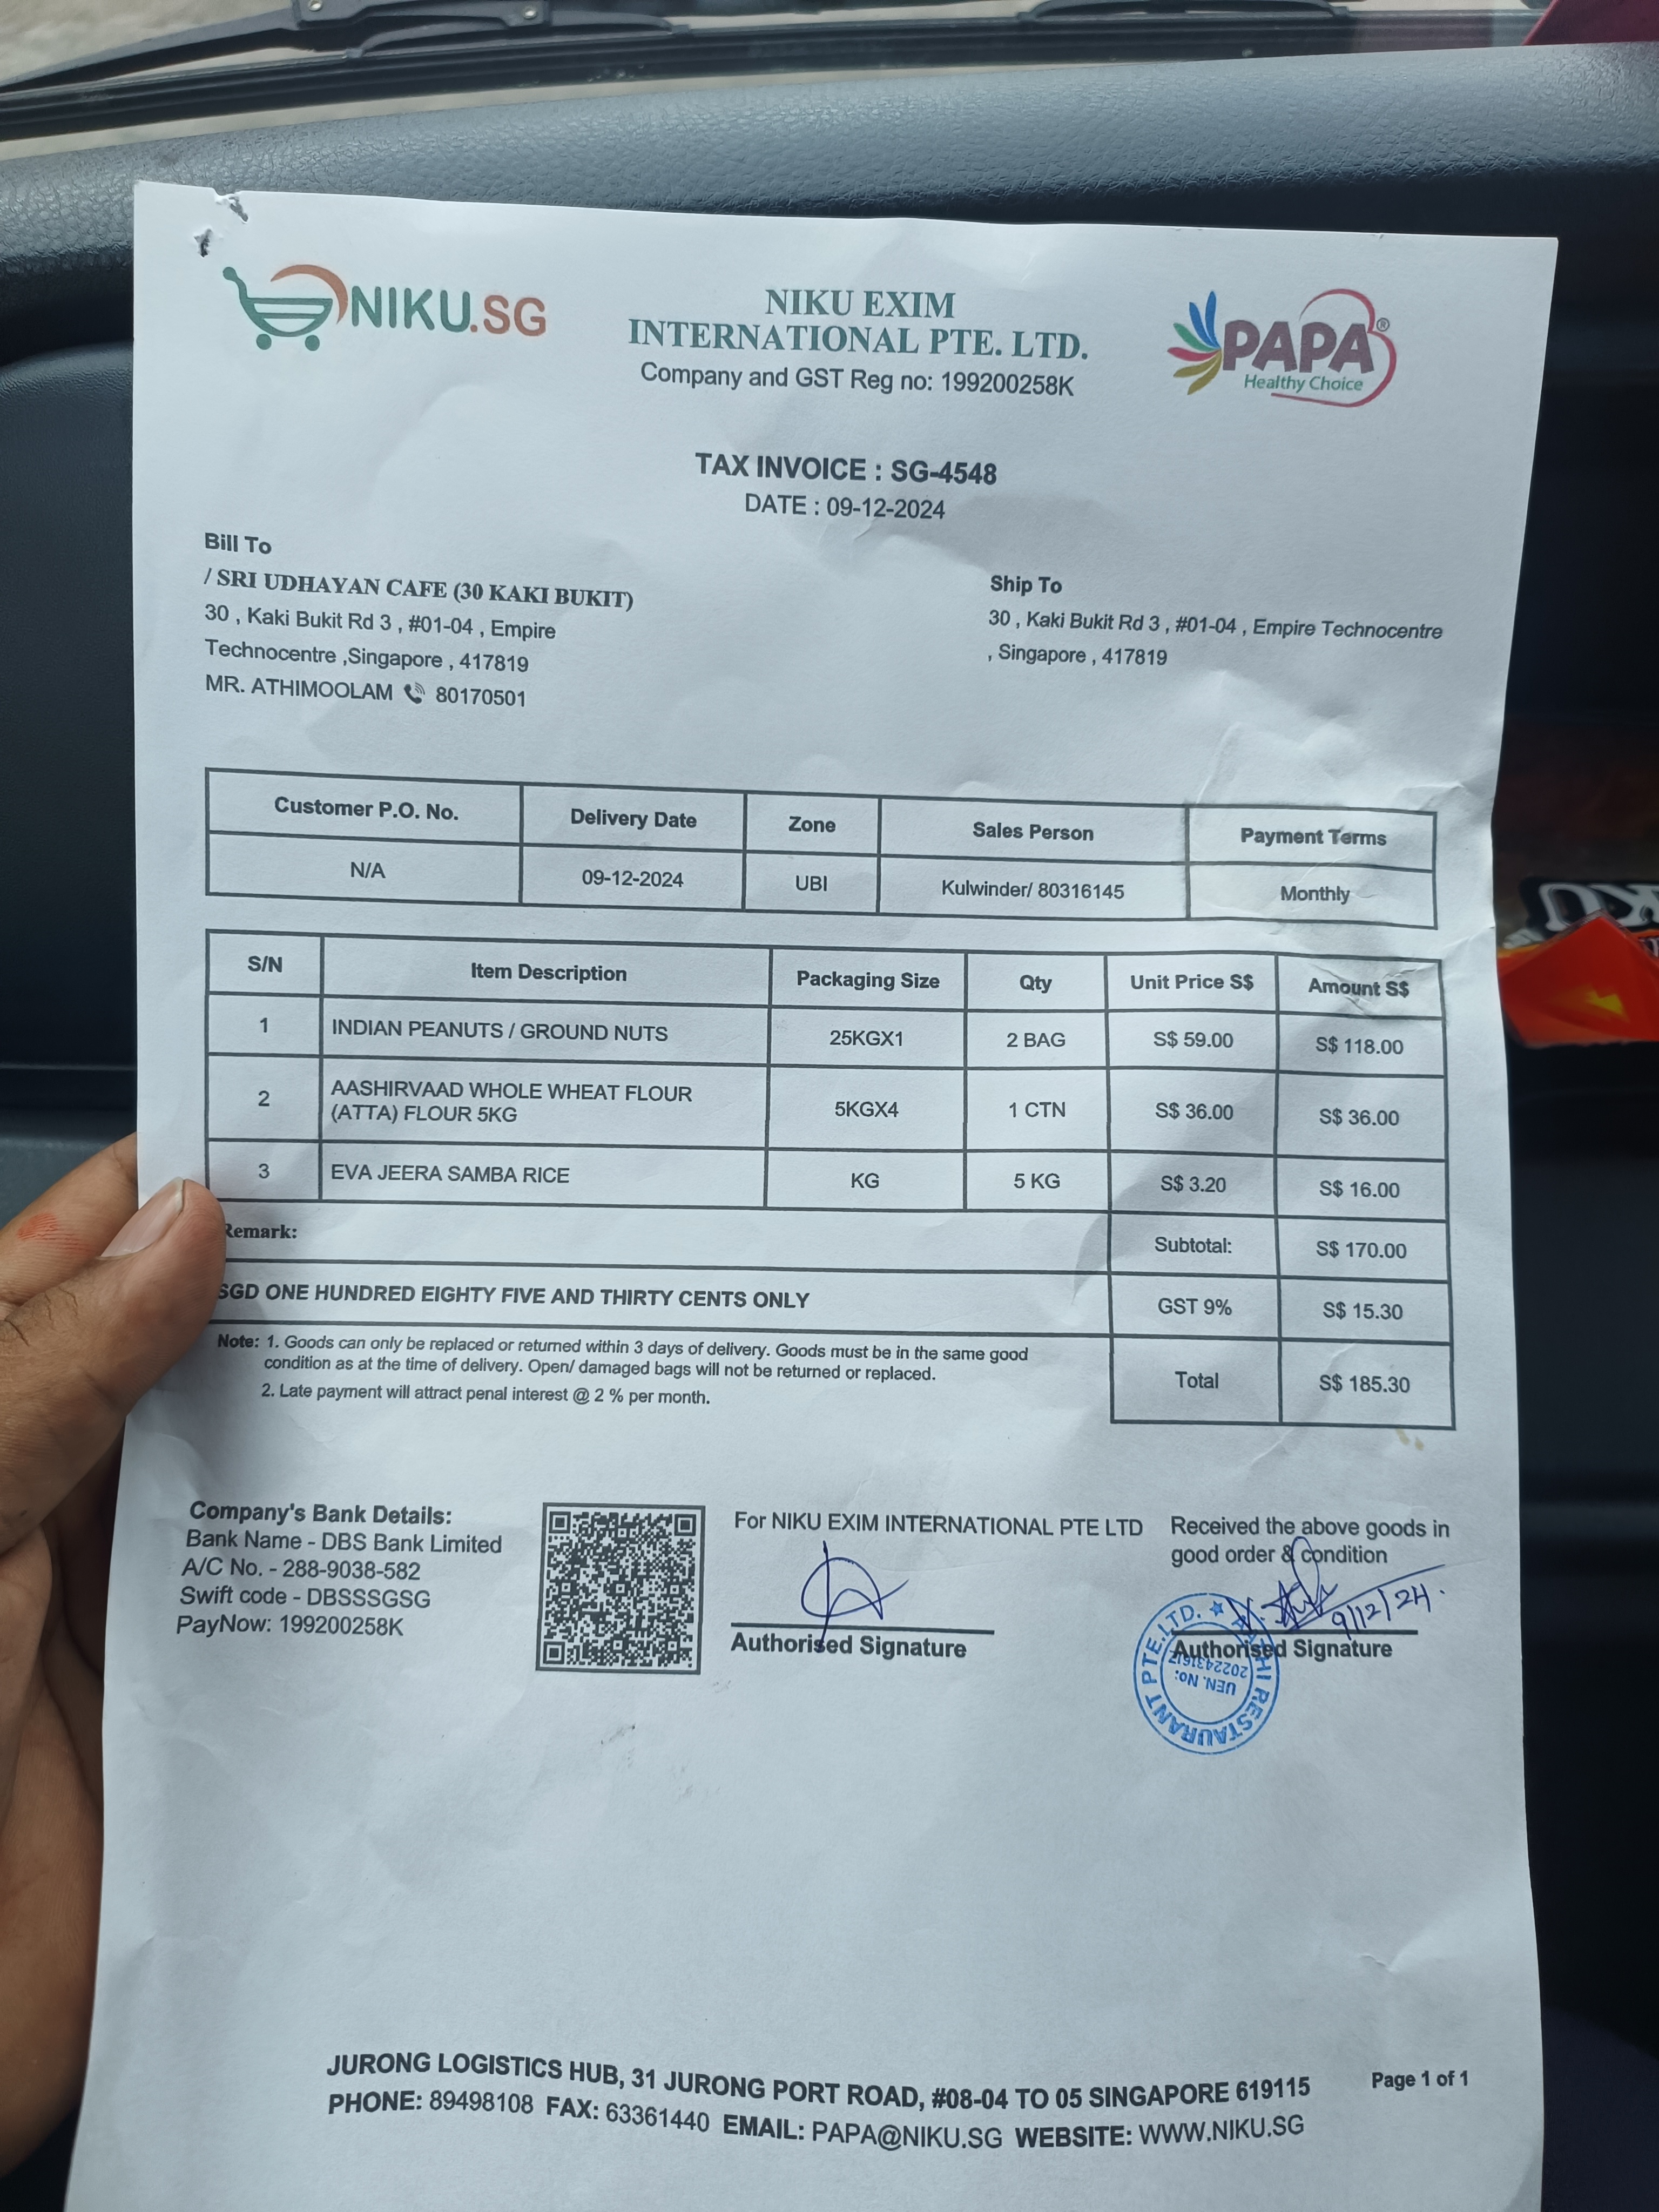 NIKU.SG
NIKU EXIM
INTERNATIONAL PTE. LTD.
Company and GST Reg no: 199200258K
PAPA®
Healthy Choice
TAX INVOICE : SG-4548
DATE : 09-12-2024
Bill To
/ SRI UDHAYAN CAFE (30 KAKI BUKIT)
30 , Kaki Bukit Rd 3 , #01-04 , Empire
Technocentre ,Singapore , 417819
MR. ATHIMOOLAM 80170501
Ship To
30 , Kaki Bukit Rd 3 , #01-04 , Empire Technocentre
, Singapore , 417819
Customer P.O. No. Delivery Date Zone Sales Person Payment Terms
N/A 09-12-2024 UBI Kulwinder/ 80316145 Monthly
S/N Item Description Packaging Size Qty Unit Price S$ Amount S$
1 INDIAN PEANUTS / GROUND NUTS 25KGX1 2 BAG S$ 59.00 S$ 118.00
2 AASHIRVAAD WHOLE WHEAT FLOUR
(ATTA) FLOUR 5KG 5KGX4 1 CTN S$ 36.00 S$ 36.00
3 EVA JEERA SAMBA RICE KG 5 KG S$ 3.20 S$ 16.00
Remark:
Subtotal: S$ 170.00
SGD ONE HUNDRED EIGHTY FIVE AND THIRTY CENTS ONLY
GST 9% S$ 15.30
Note: 1. Goods can only be replaced or returned within 3 days of delivery. Goods must be in the same good
condition as at the time of delivery. Open/ damaged bags will not be returned or replaced.
2. Late payment will attract penal interest @ 2 % per month.
Total S$ 185.30
Company's Bank Details:
Bank Name - DBS Bank Limited
A/C No. - 288-9038-582
Swift code - DBSSSGSG
PayNow: 199200258K
For NIKU EXIM INTERNATIONAL PTE LTD
Authorised Signature
Received the above goods in
good order & condition
9/12/24.
Authorised Signature
RESTAURANT PTE.LTD.
UEN. No:
JURONG LOGISTICS HUB, 31 JURONG PORT ROAD, #08-04 TO 05 SINGAPORE 619115
PHONE: 89498108 FAX: 63361440 EMAIL: PAPA@NIKU.SG WEBSITE: WWW.NIKU.SG
Page 1 of 1